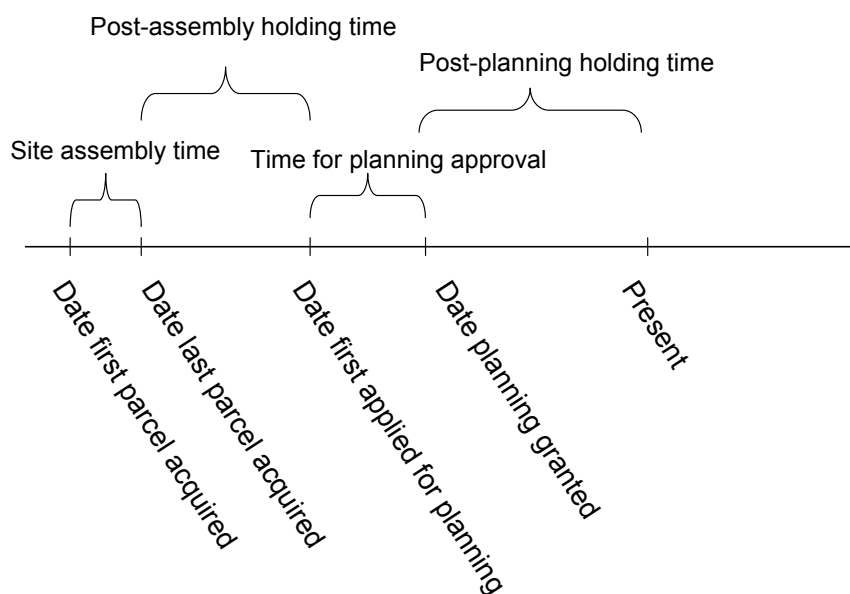 Post-assembly holding time
Post-planning holding time
Site assembly time
Time for planning approval
Date first parcel acquired
Date last parcel acquired
Date first applied for planning
Date planning granted
Present